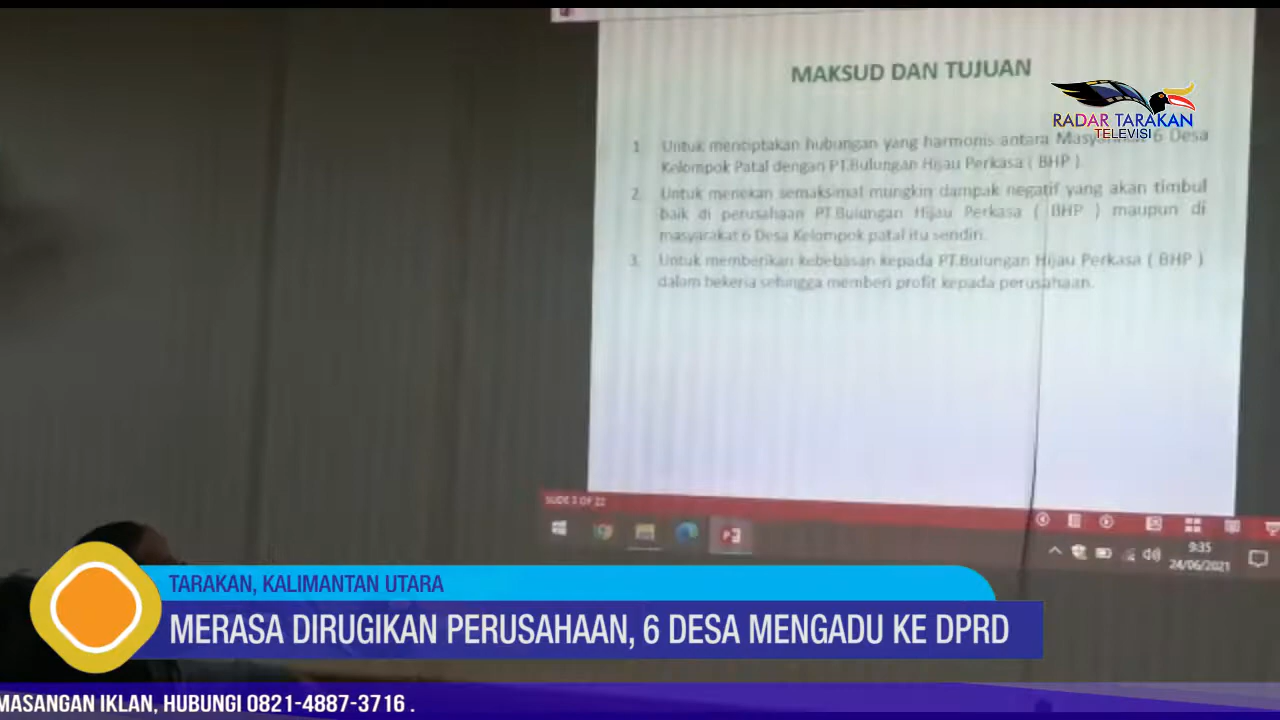 MAKSUD DAN TUJUAN
RADAR TARAKAN
TELEVISI
1. Untuk menciptakan hubungan yang harmonis antara Masyarakat 6 Desa
Kelompok Patal dengan PT.Bulungan Hijau Perkasa ( BHP ).
2. Untuk menekan semaksimal mungkin dampak negatif yang akan timbul
baik di perusahaan PT.Bulungan Hijau Perkasa ( BHP ) maupun di
masyarakat 6 Desa Kelompok patal itu sendiri.
3. Untuk memberikan kebebasan kepada PT.Bulungan Hijau Perkasa ( BHP )
dalam bekerja sehingga memberi profit kepada perusahaan.
OF 22
9:35
24/06/2021
TARAKAN, KALIMANTAN UTARA
MERASA DIRUGIKAN PERUSAHAAN, 6 DESA MENGADU KE DPRD
MASANGAN IKLAN, HUBUNGI 0821-4887-3716 .